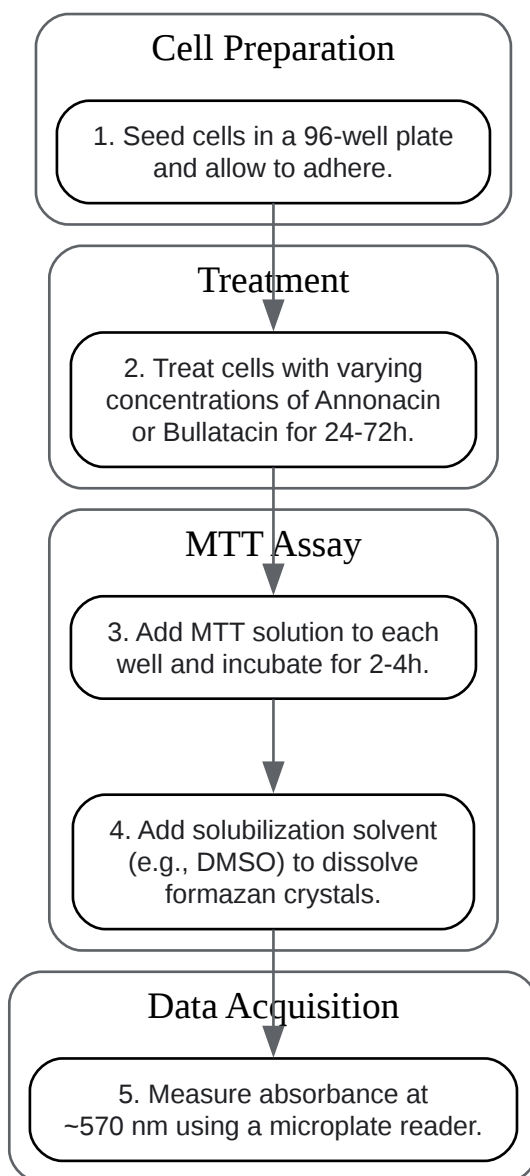 Cell Preparation
1. Seed cells in a 96-well plate
and allow to adhere.
Treatment
2. Treat cells with varying
concentrations of Annonacin
or Bullatacin for 24-72h.
MTT Assay
3. Add MTT solution to each
well and incubate for 2-4h.
4. Add solubilization solvent
(e.g., DMSO) to dissolve
formazan crystals.
Data Acquisition
5. Measure absorbance at
~570 nm using a microplate reader.